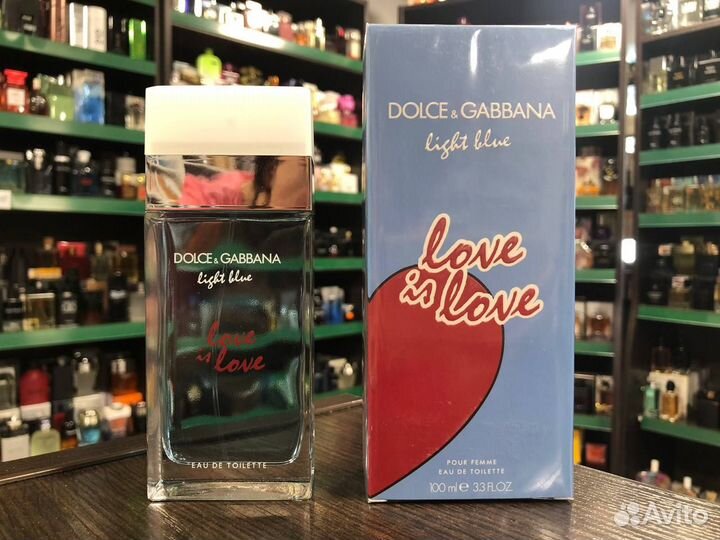 DOLCE & GABBANA
light blue
love
is love
EAU DE TOILETTE
DOLCE & GABBANA
light blue
love
is love
POUR FEMME
EAU DE TOILETTE
100 ml e 3.3 FL.OZ.
Avito